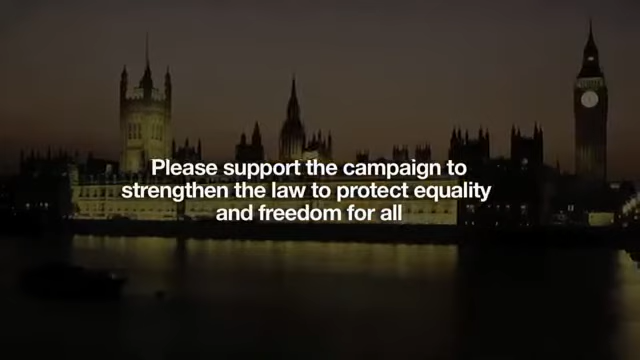 Please support the campaign to
strengthen the law to protect equality
and freedom for all